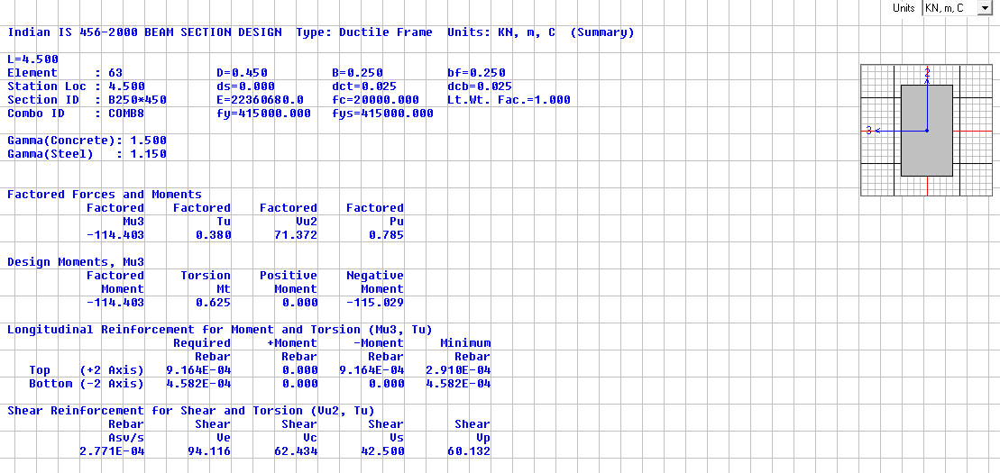 Units KN, m, C
Indian IS 456-2000 BEAM SECTION DESIGN Type: Ductile Frame Units: KN, m, C (Summary)
L=4.500
Element : 63 D=0.450 B=0.250 bf=0.250
Station Loc : 4.500 ds=0.000 dct=0.025 dcb=0.025
Section ID : B250*450 E=22360680.0 fc=20000.000 Lt.Wt. Fac.=1.000
Combo ID : COMB8 fy=415000.000 fys=415000.000
Gamma(Concrete): 1.500
Gamma(Steel) : 1.150
2
3
Factored Forces and Moments
Factored Factored Factored Factored
Mu3 Tu Vu2 Pu
-114.403 0.380 71.372 0.785
Design Moments, Mu3
Factored Torsion Positive Negative
Moment Mt Moment Moment
-114.403 0.625 0.000 -115.029
Longitudinal Reinforcement for Moment and Torsion (Mu3, Tu)
Required +Moment -Moment Minimum
Rebar Rebar Rebar Rebar
Top (+2 Axis) 9.164E-04 0.000 9.164E-04 2.910E-04
Bottom (-2 Axis) 4.582E-04 0.000 0.000 4.582E-04
Shear Reinforcement for Shear and Torsion (Vu2, Tu)
Rebar Shear Shear Shear Shear
Asv/s Ve Vc Vs Vp
2.771E-04 94.116 62.434 42.500 60.132